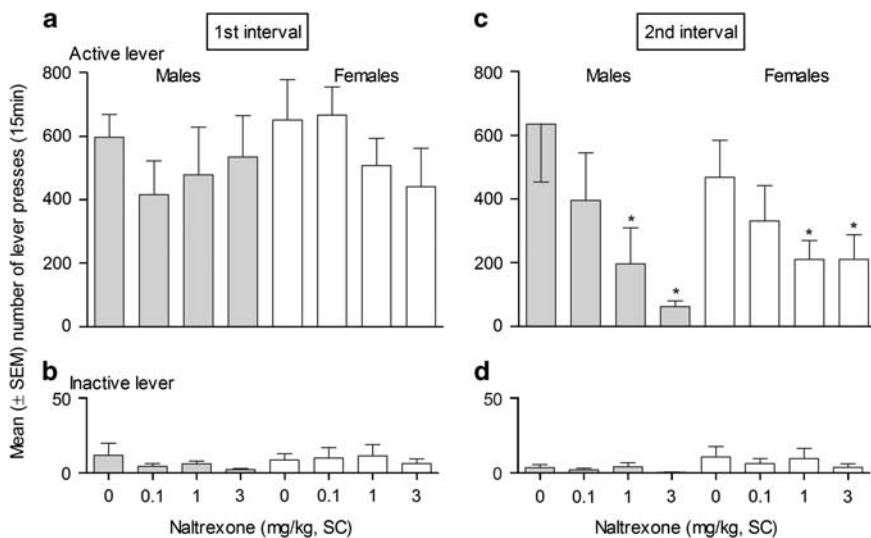 a
1st interval
Active lever
Males Females
800
600
400
200
0
b
Inactive lever
50
0
0 0.1 1 3 0 0.1 1 3
Naltrexone (mg/kg, SC)
c
2nd interval
Males Females
800
600
400
200
0
* * * *
d
50
0
0 0.1 1 3 0 0.1 1 3
Naltrexone (mg/kg, SC)
Mean (± SEM) number of lever presses (15min)